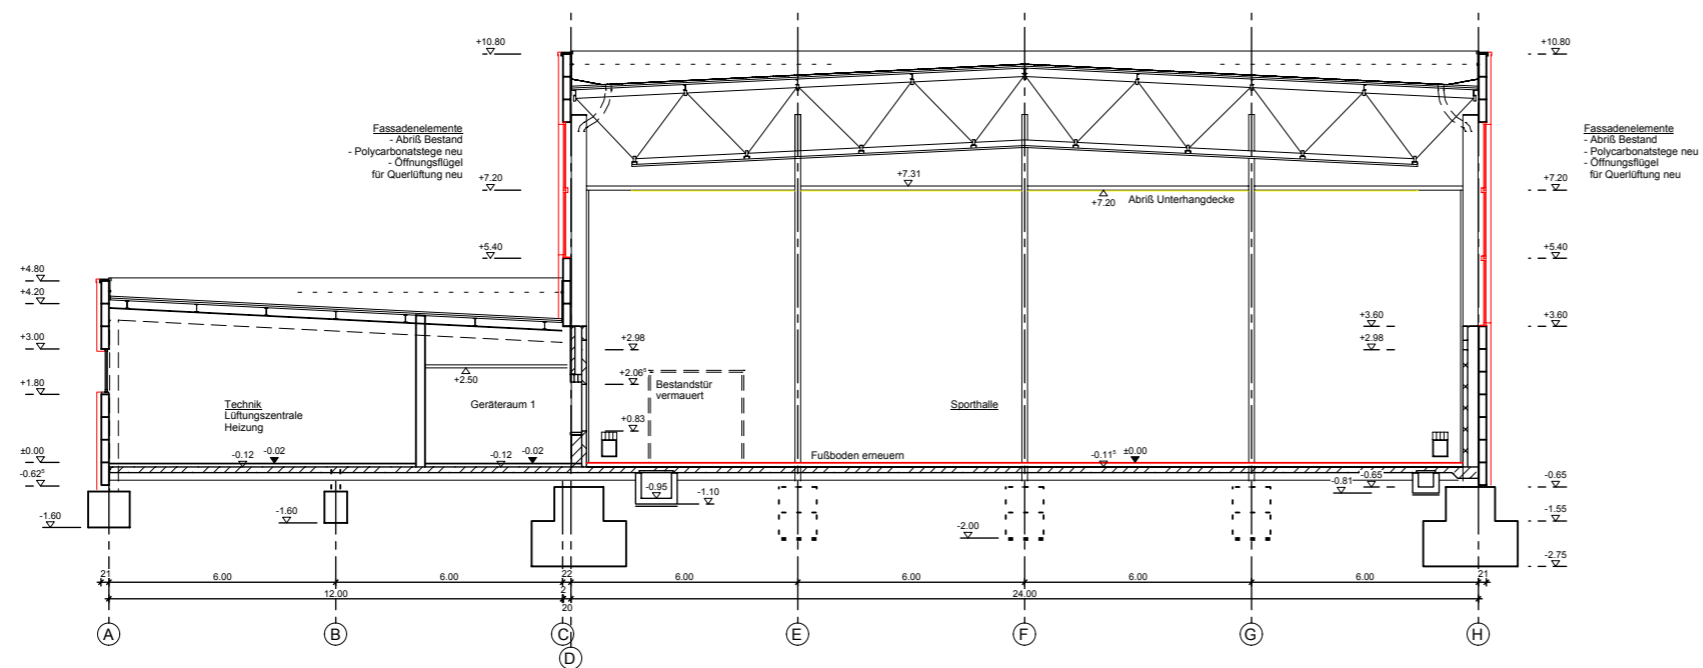 +10.80
+10.80
Fassadenelemente
- Abriß Bestand
- Polycarbonatstege neu
- Öffnungsflügel
für Querlüftung neu
Fassadenelemente
- Abriß Bestand
- Polycarbonatstege neu
- Öffnungsflügel
für Querlüftung neu
+7.20
+7.31
+7.20
Abriß Unterhangdecke
+7.20
+5.40
+5.40
+4.80
+4.20
+3.00
+1.80
±0.00
-0.62⁵
-1.60
+3.60
+3.60
+2.98
+2.98
+2.50
+2.06⁵
+0.83
Bestandstür
vermauert
Technik
Lüftungszentrale
Heizung
Geräteraum 1
Sporthalle
-0.12
-0.02
-0.12
-0.02
Fußboden erneuern
-0.11⁵
±0.00
-0.95
-1.10
-0.81
-0.65
-0.65
-1.60
-2.00
-1.55
-2.75
21
6.00
6.00
22
6.00
6.00
6.00
6.00
21
12.00
2
24.00
20
A
B
C
D
E
F
G
H